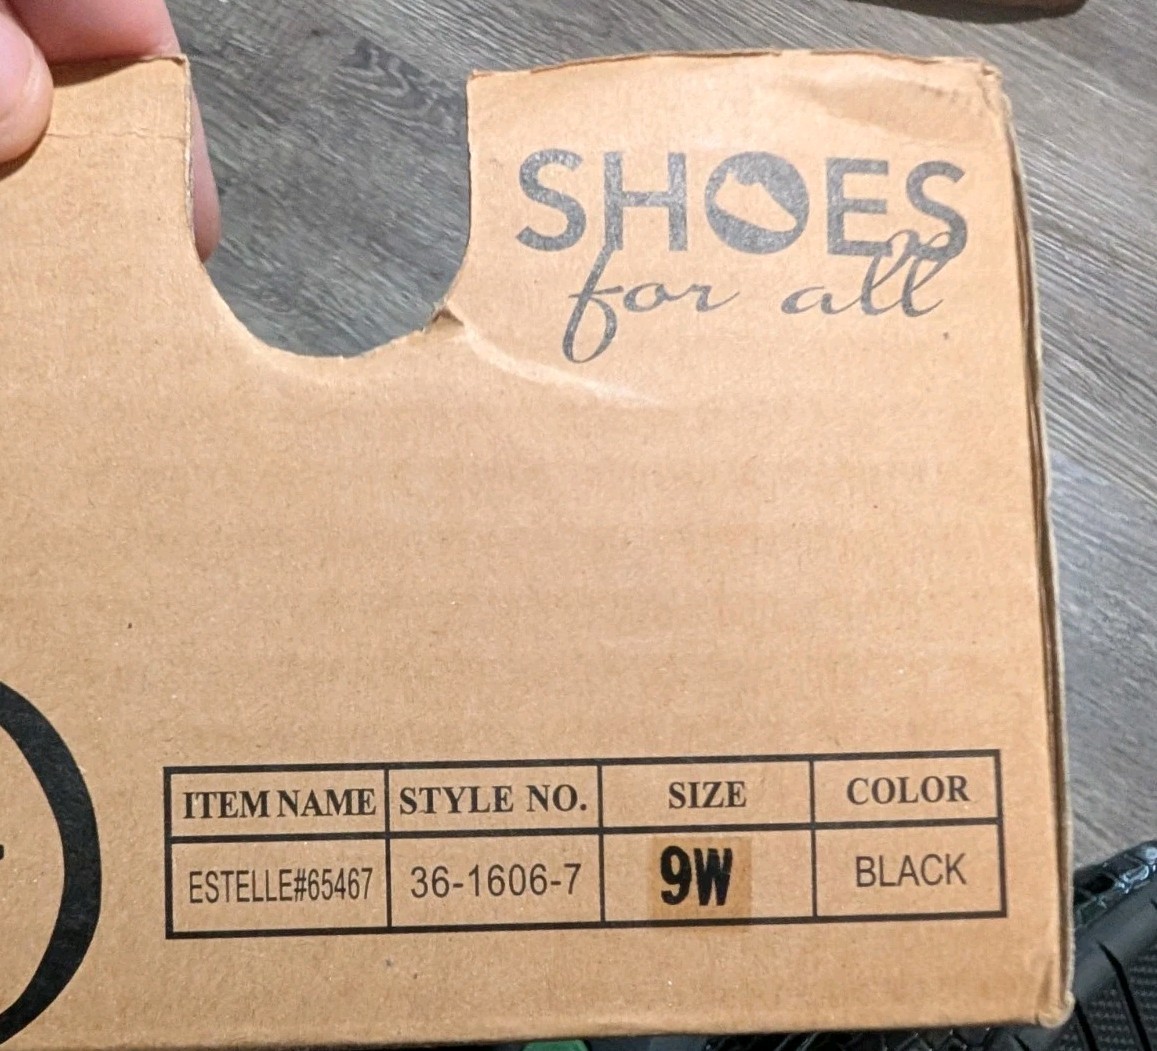 SHOES
for all
ITEM NAME STYLE NO. SIZE COLOR
ESTELLE#65467 36-1606-7 9W BLACK